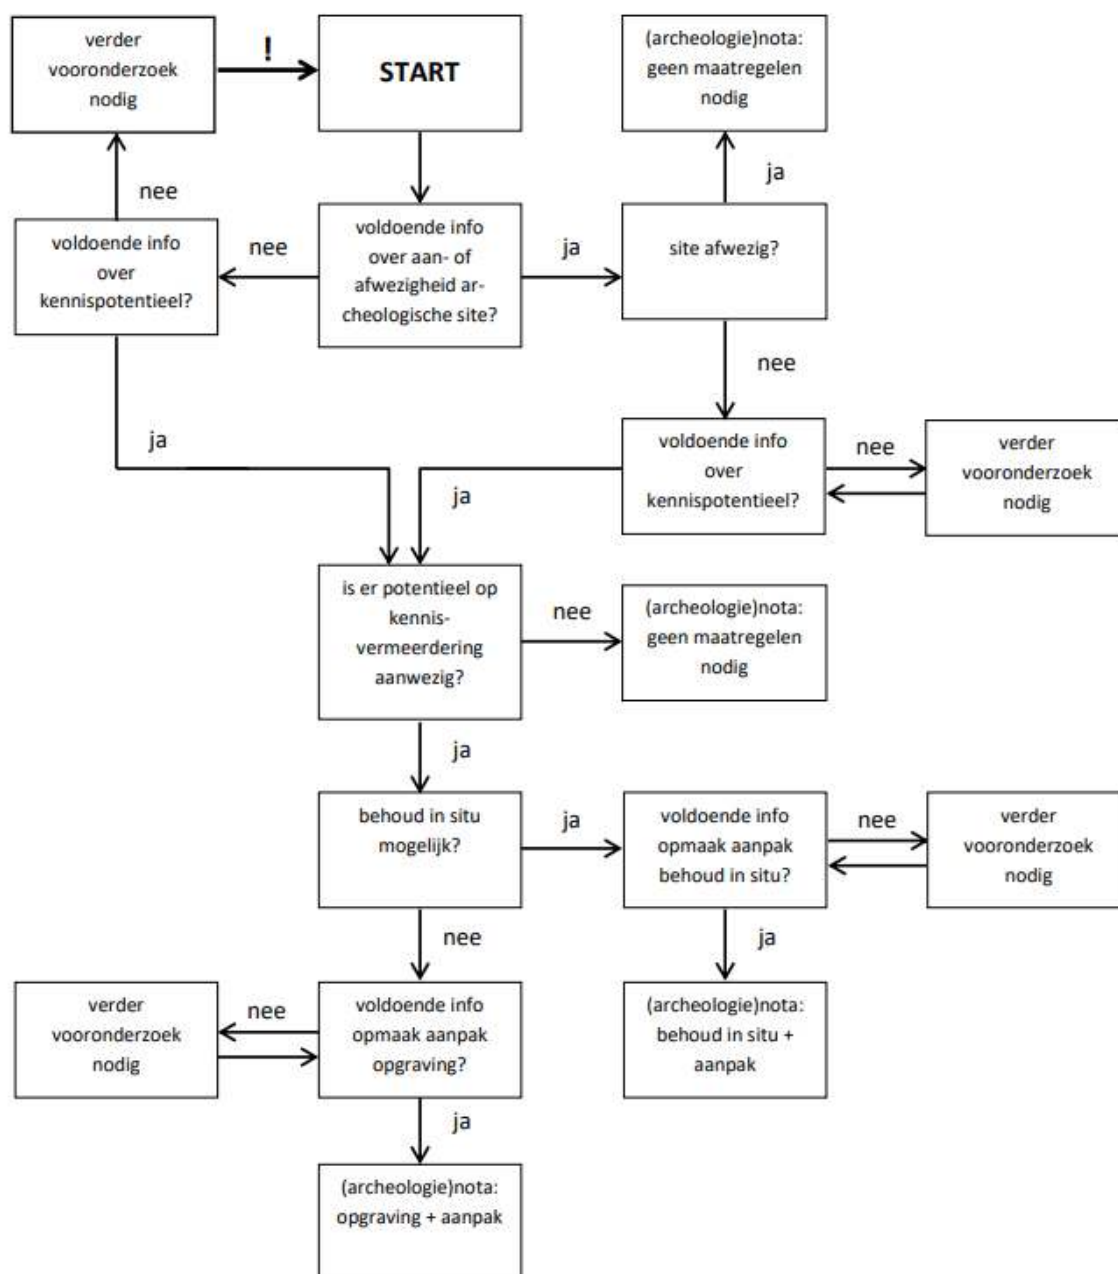 verder
vooronderzoek
nodig
!
START
(archeologie)nota:
geen maatregelen
nodig
nee
ja
voldoende info
over
kennispotentieel?
nee
voldoende info
over aan- of
afwezigheid ar-
cheologische site?
ja
site afwezig?
nee
ja
voldoende info
over
kennispotentieel?
nee
verder
vooronderzoek
nodig
ja
is er potentieel op
kennis-
vermeerdering
aanwezig?
nee
(archeologie)nota:
geen maatregelen
nodig
ja
behoud in situ
mogelijk?
ja
voldoende info
opmaak aanpak
behoud in situ?
nee
verder
vooronderzoek
nodig
nee
ja
verder
vooronderzoek
nodig
nee
voldoende info
opmaak aanpak
opgraving?
(archeologie)nota:
behoud in situ +
aanpak
ja
(archeologie)nota:
opgraving + aanpak